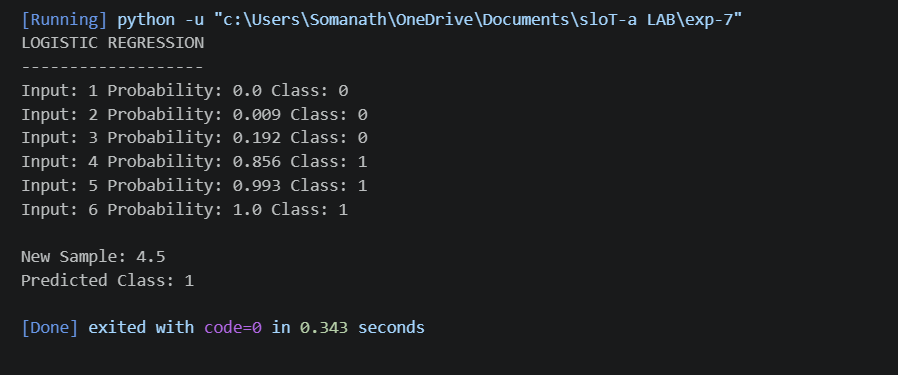 [Running] python -u "c:\Users\Somanath\OneDrive\Documents\sloT-a LAB\exp-7"
LOGISTIC REGRESSION
-------------------
Input: 1 Probability: 0.0 Class: 0
Input: 2 Probability: 0.009 Class: 0
Input: 3 Probability: 0.192 Class: 0
Input: 4 Probability: 0.856 Class: 1
Input: 5 Probability: 0.993 Class: 1
Input: 6 Probability: 1.0 Class: 1
New Sample: 4.5
Predicted Class: 1
[Done] exited with code=0 in 0.343 seconds